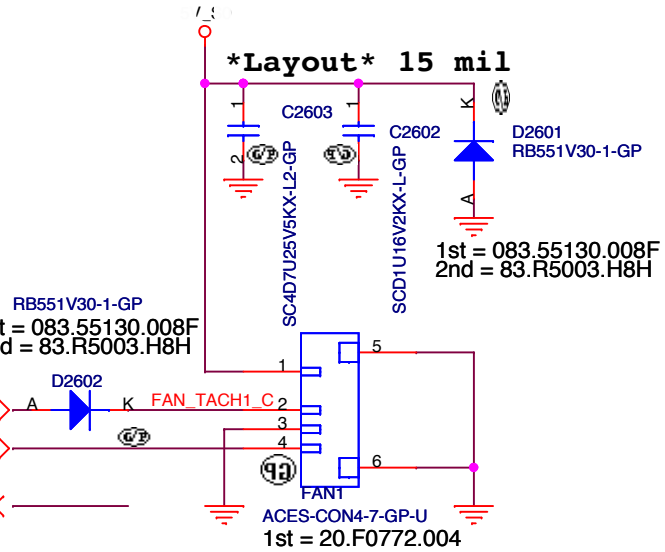 *Layout* 15 mil
1
C2603
2
G/P
SC4D7U25V5KX-L2-GP
1
C2602
SCD1U16V2KX-L-GP
K
D2601
RB551V30-1-GP
A
1st = 083.55130.008F
2nd = 83.R5003.H8H
RB551V30-1-GP
t = 083.55130.008F
d = 83.R5003.H8H
D2602
A
K
G/P
FAN_TACH1_C
1
2
3
4
5
6
GP
FAN1
ACES-CON4-7-GP-U
1st = 20.F0772.004